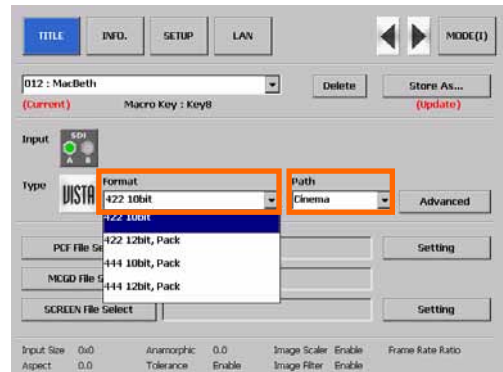 TITLE INFO. SETUP LAN MODE(1)
012 : MacBeth Delete Store As...
(Current) Macro Key : Key8 (Update)
Input SDI
A B
Type VISTA Format Path
422 10bit Cinema Advanced
422 10bit
422 12bit, Pack
PCF File Se Setting
444 10bit, Pack
MCGD File S
444 12bit, Pack
SCREEN File Select Setting
Input Size 0x0 Anamorphic 0.0 Image Scaler Enable Frame Rate Ratio
Aspect 0.0 Tolerance Enable Image Filter Enable